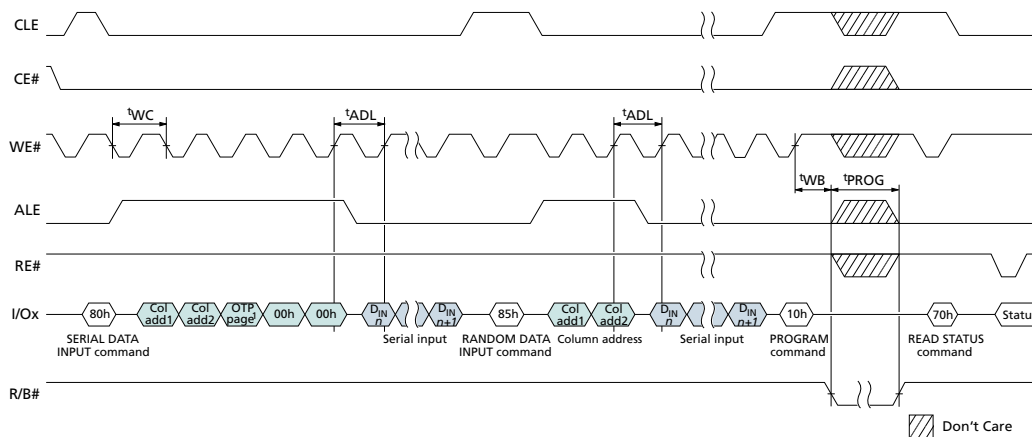 CLE
CE#
tWC
tADL
tADL
WE#
tWB
tPROG
ALE
RE#
I/Ox
80h
Col add1
Col add2
OTP page1
00h
00h
DIN n
DIN n+1
85h
Col add1
Col add2
DIN n
DIN n+1
10h
70h
Status
SERIAL DATA
INPUT command
Serial input
RANDOM DATA
INPUT command
Column address
Serial input
PROGRAM
command
READ STATUS
command
R/B#
Don't Care